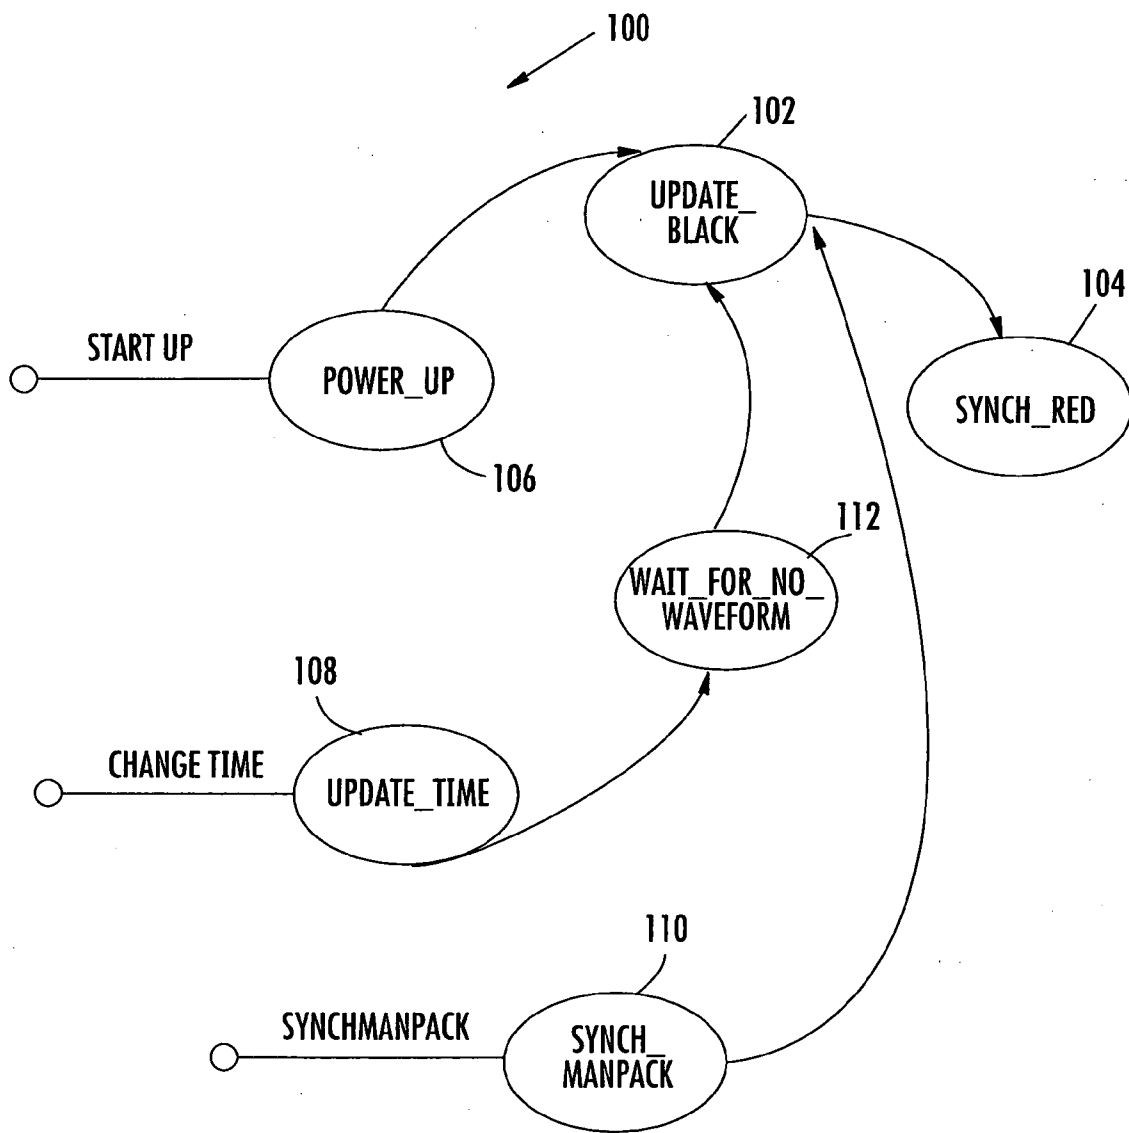 100
102
UPDATE_
BLACK
104
START UP
POWER_UP
SYNCH_RED
106
112
WAIT_FOR_NO_
WAVEFORM
108
CHANGE TIME
UPDATE_TIME
110
SYNCHMANPACK
SYNCH_
MANPACK